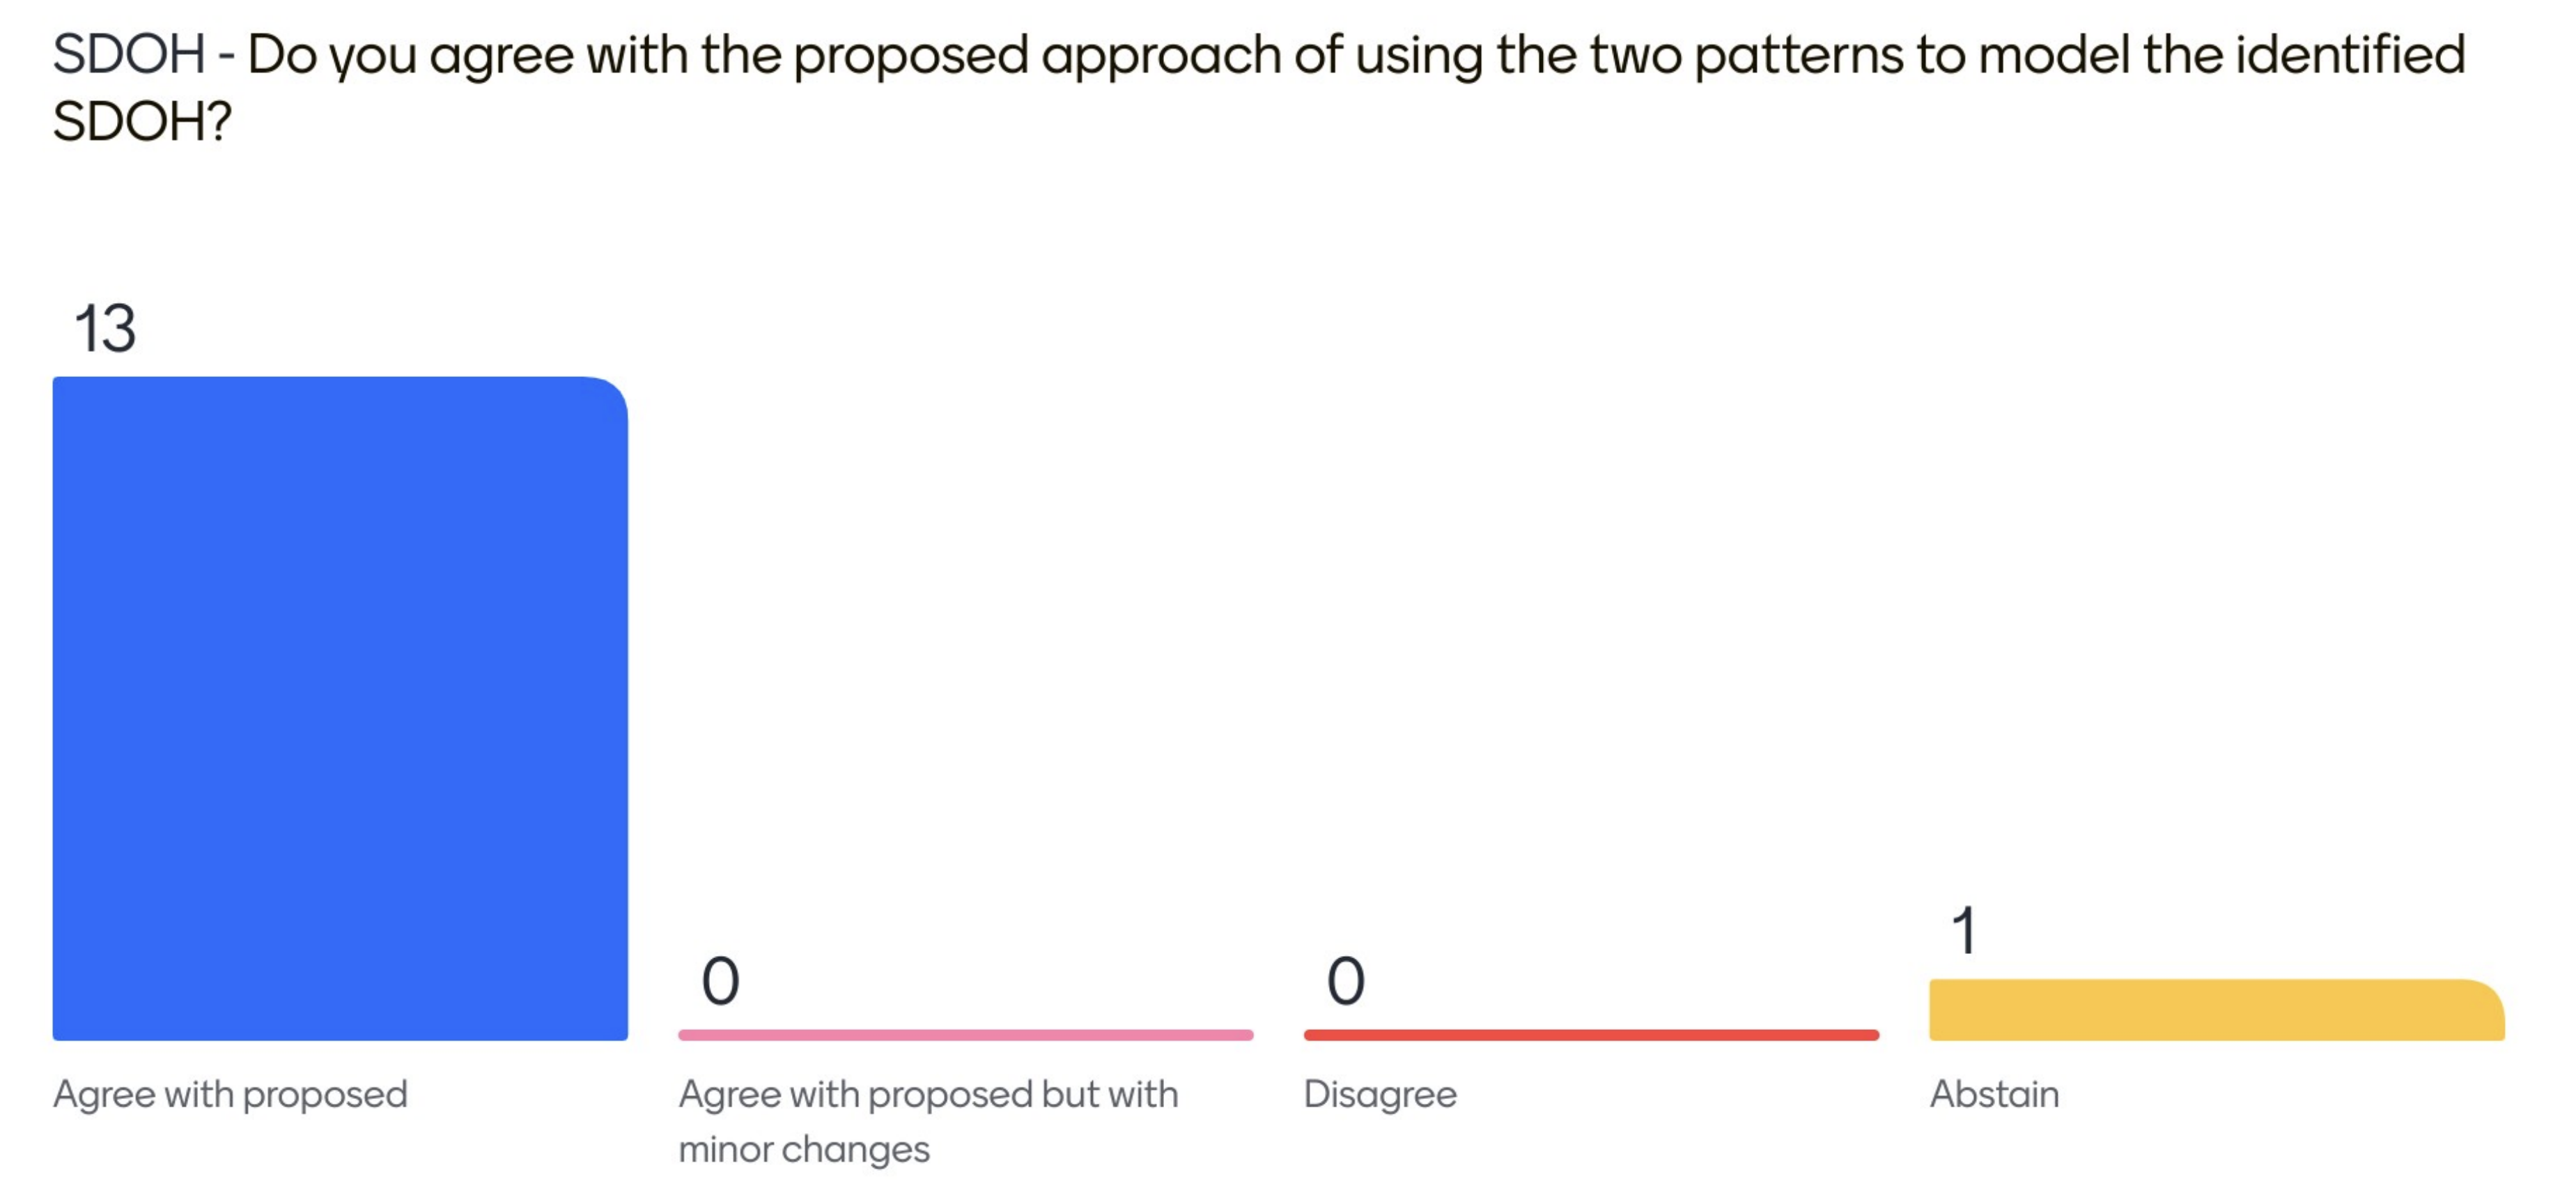 SDOH - Do you agree with the proposed approach of using the two patterns to model the identified
SDOH?
13
0
0
1
Agree with proposed
Agree with proposed but with
minor changes
Disagree
Abstain